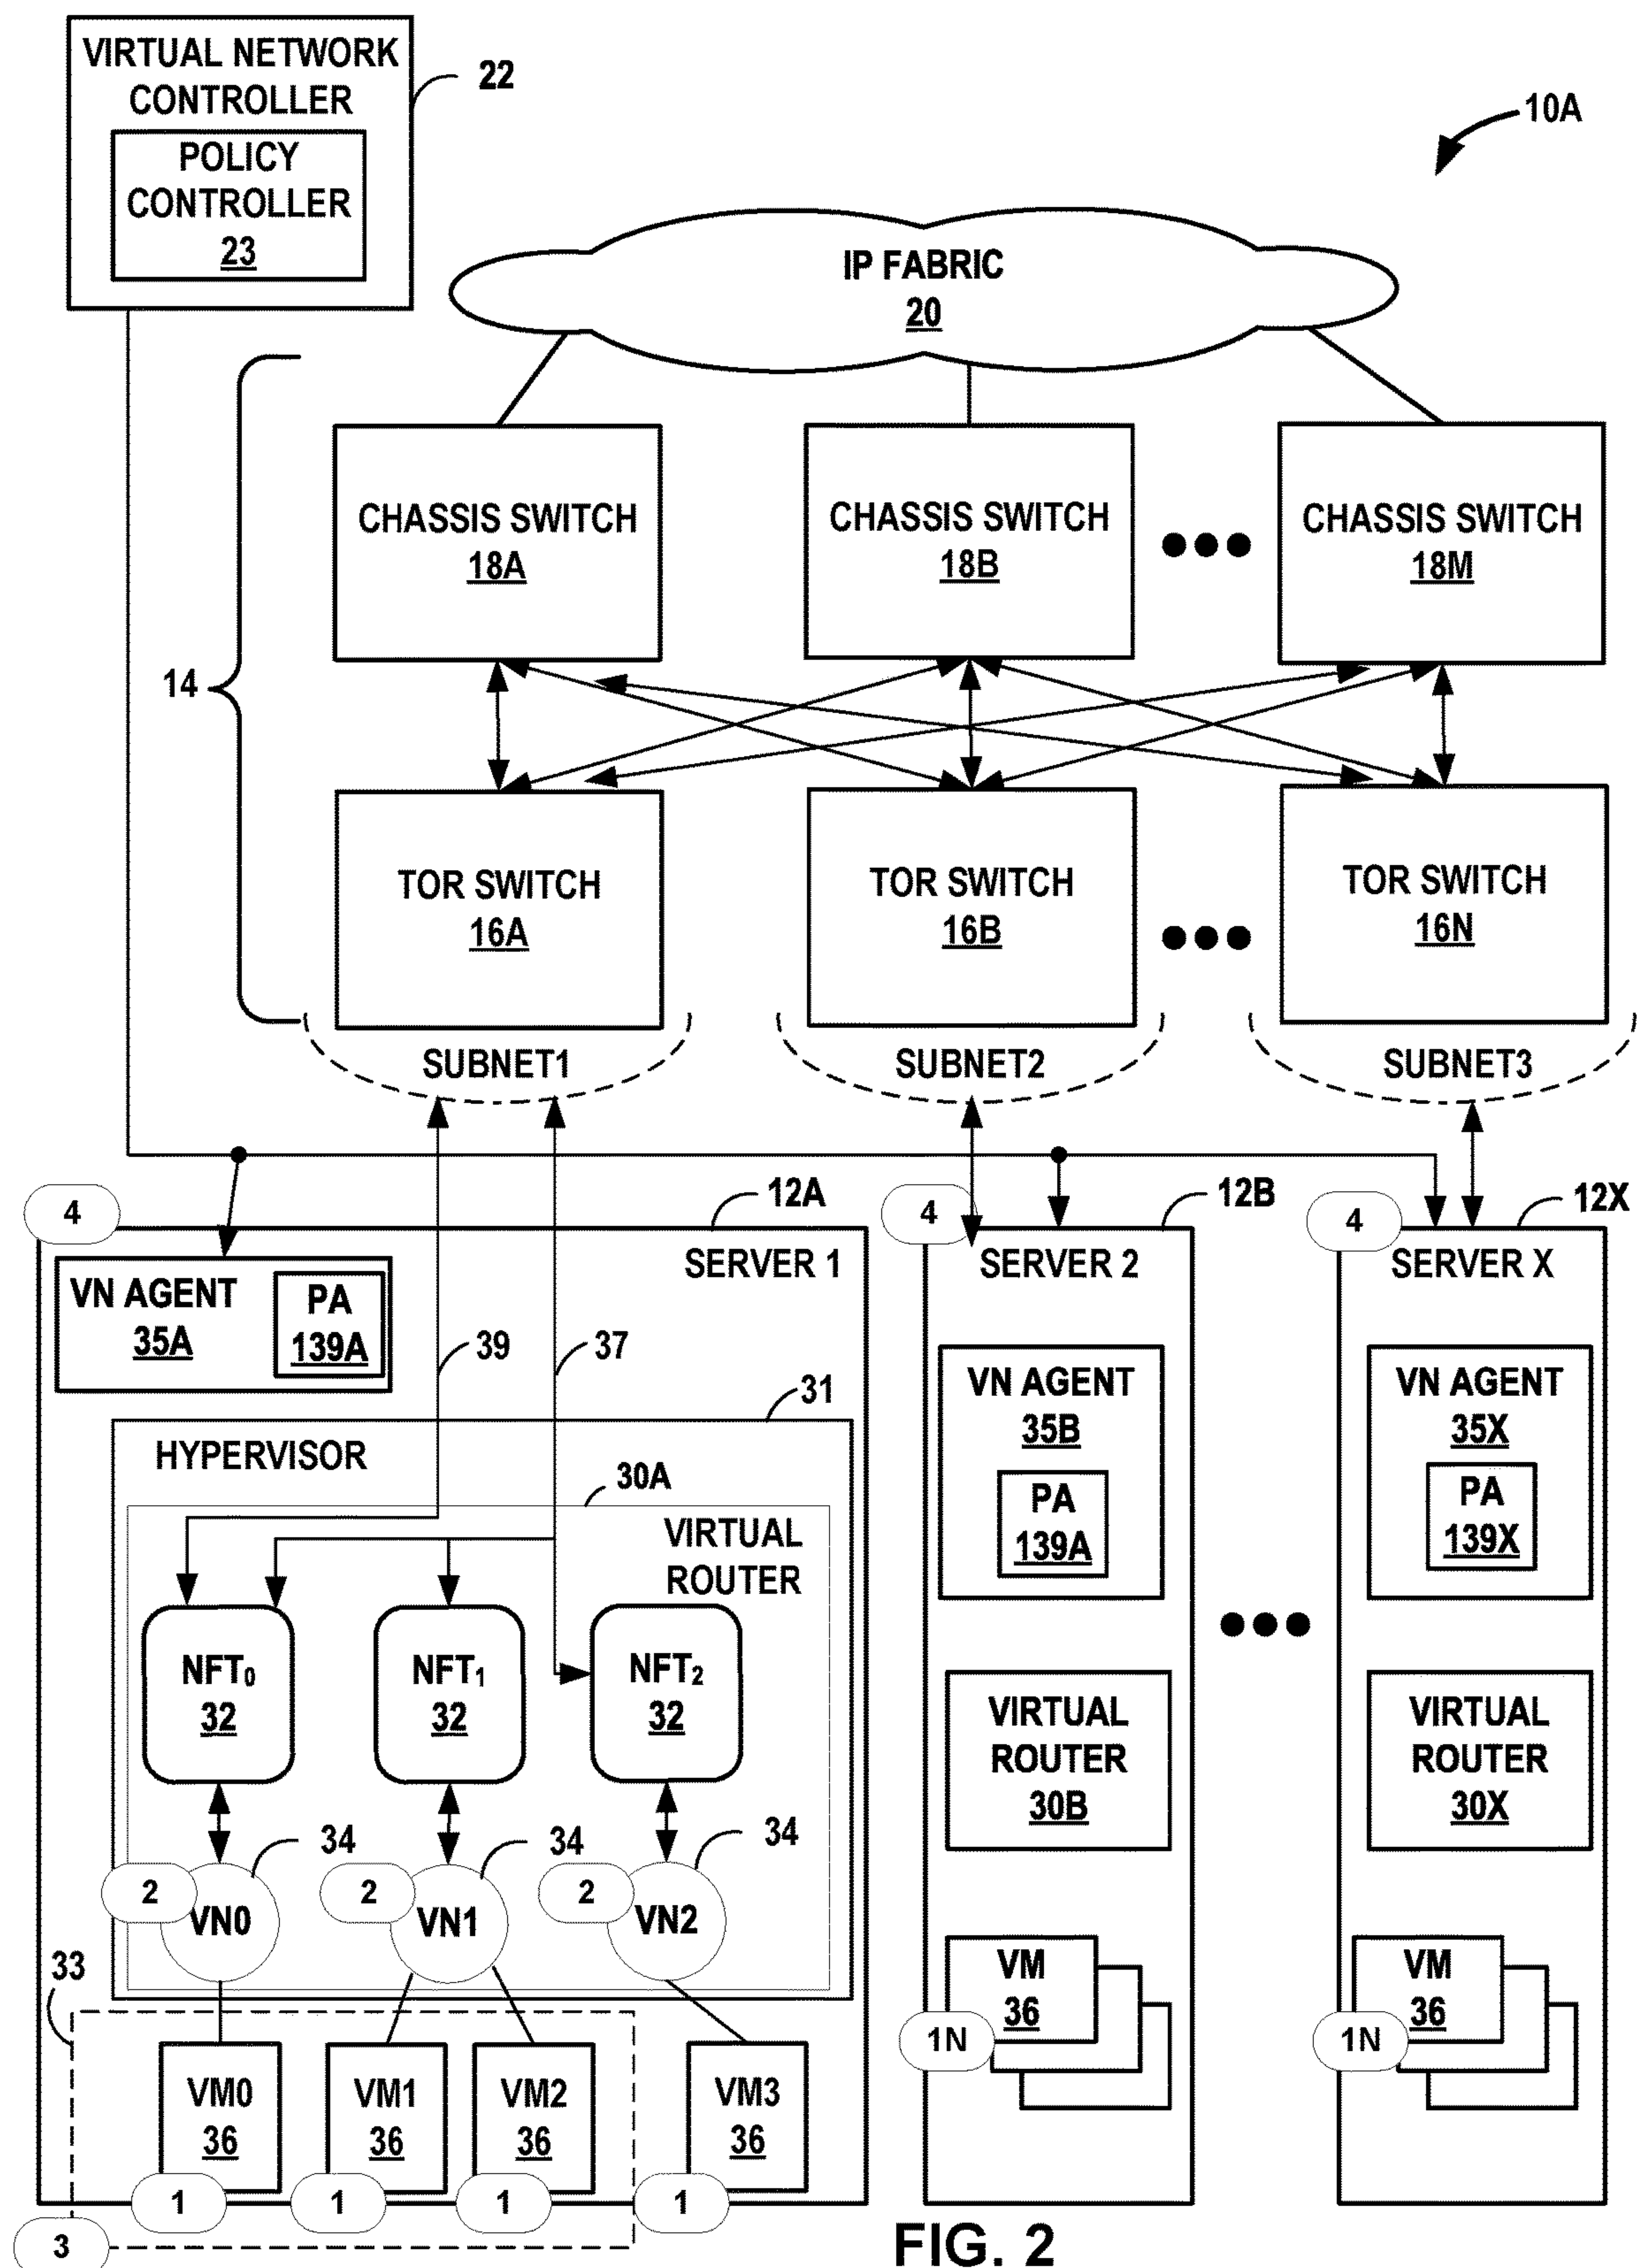 VIRTUAL NETWORK
CONTROLLER
22
POLICY
CONTROLLER
23
10A
IP FABRIC
20
CHASSIS SWITCH
18A
CHASSIS SWITCH
18B
CHASSIS SWITCH
18M
14
TOR SWITCH
16A
TOR SWITCH
16B
TOR SWITCH
16N
SUBNET1
SUBNET2
SUBNET3
4
12A
SERVER 1
VN AGENT
35A
PA
139A
39
37
31
HYPERVISOR
30A
VIRTUAL
ROUTER
NFT0
32
NFT1
32
NFT2
32
34
34
34
2
VN0
2
VN1
2
VN2
33
VM0
36
VM1
36
VM2
36
VM3
36
1
1
1
1
3
4
12B
SERVER 2
VN AGENT
35B
PA
139A
VIRTUAL
ROUTER
30B
VM
36
1N
4
12X
SERVER X
VN AGENT
35X
PA
139X
VIRTUAL
ROUTER
30X
VM
36
1N
FIG. 2